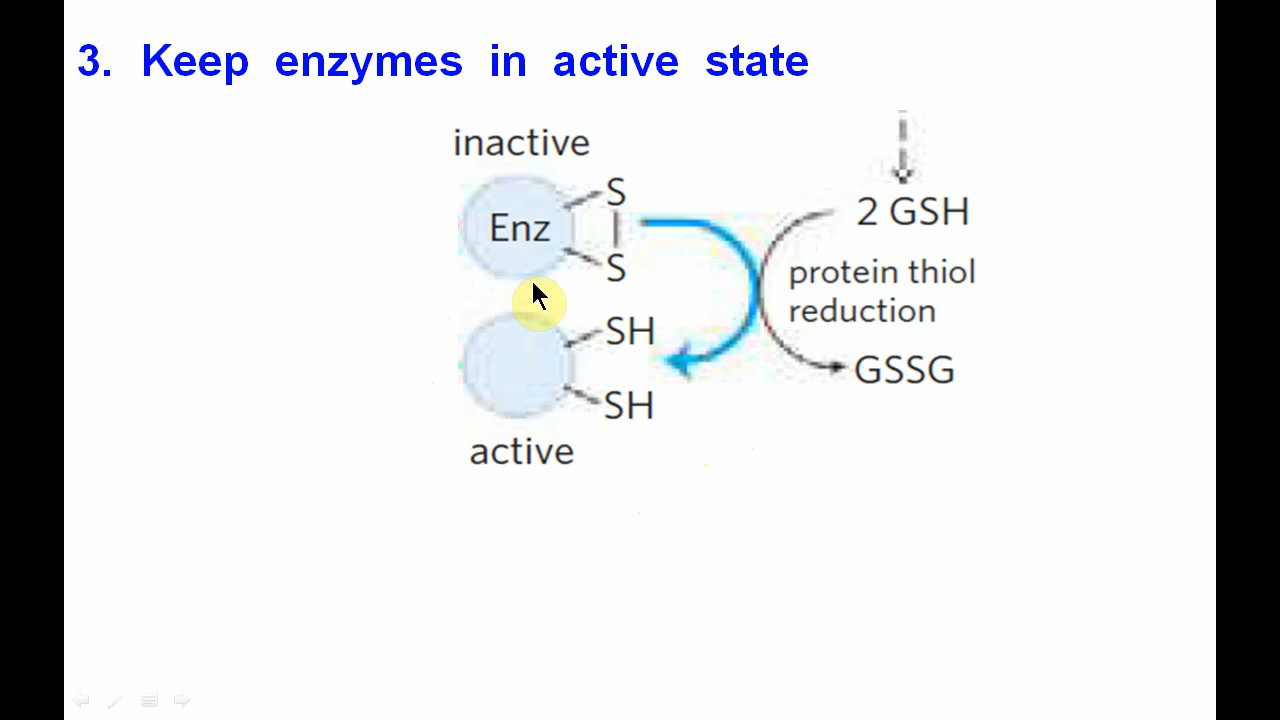 3. Keep enzymes in active state
inactive
Enz
S
S
2 GSH
protein thiol
reduction
SH
SH
GSSG
active